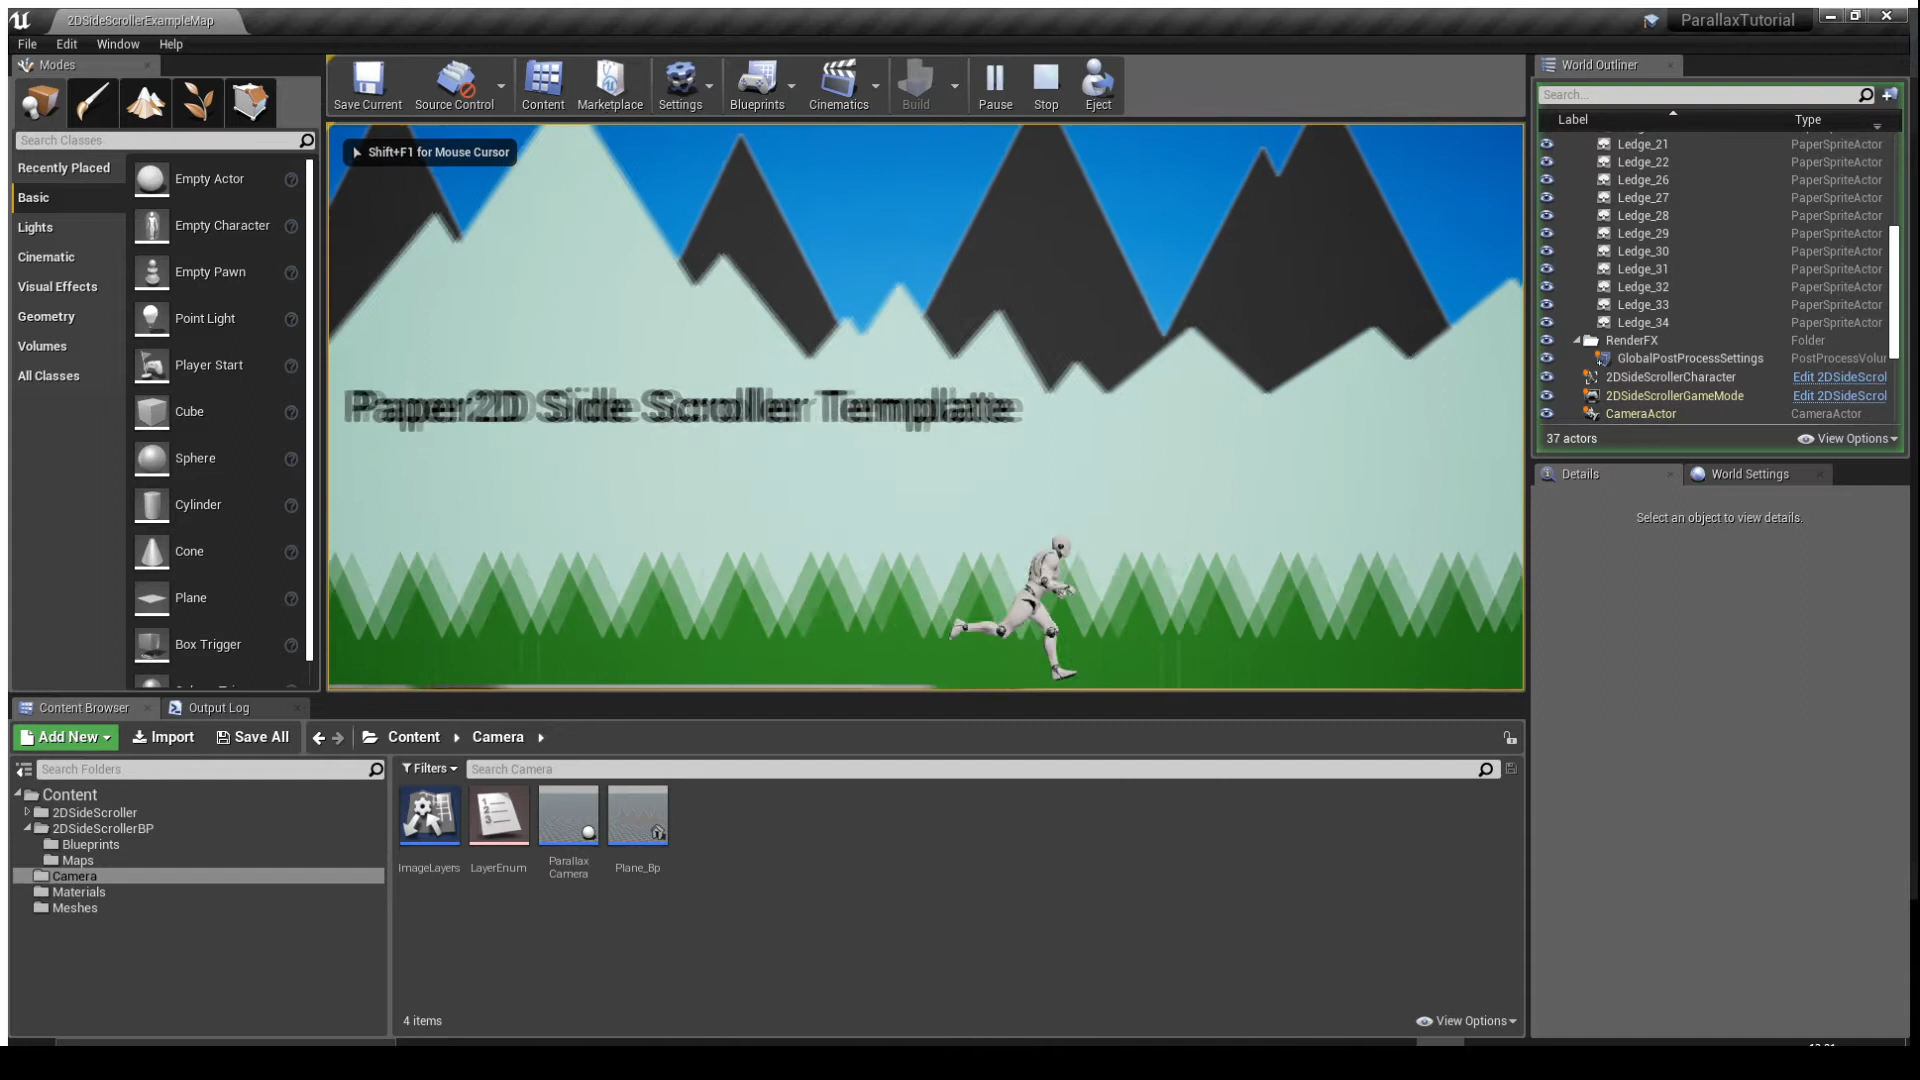 2DSideScrollerExampleMap
ParallaxTutorial
File Edit Window Help
Modes
Search Classes
Recently Placed
Basic
Lights
Cinematic
Visual Effects
Geometry
Volumes
All Classes
Empty Actor
Empty Character
Empty Pawn
Point Light
Player Start
Cube
Sphere
Cylinder
Cone
Plane
Box Trigger
Save Current
Source Control
Content
Marketplace
Settings
Blueprints
Cinematics
Build
Pause
Stop
Eject
Shift+F1 for Mouse Cursor
Paper2D Side Scroller Template
World Outliner
Search...
Label Type
Ledge_21 PaperSpriteActor
Ledge_22 PaperSpriteActor
Ledge_26 PaperSpriteActor
Ledge_27 PaperSpriteActor
Ledge_28 PaperSpriteActor
Ledge_29 PaperSpriteActor
Ledge_30 PaperSpriteActor
Ledge_31 PaperSpriteActor
Ledge_32 PaperSpriteActor
Ledge_33 PaperSpriteActor
Ledge_34 PaperSpriteActor
RenderFX Folder
GlobalPostProcessSettings PostProcessVolu
2DSideScrollerCharacter Edit 2DSideScrol
2DSideScrollerGameMode Edit 2DSideScrol
CameraActor CameraActor
37 actors View Options
Details
World Settings
Select an object to view details.
Content Browser
Output Log
Add New Import Save All Content Camera
Search Folders
Content
2DSideScroller
2DSideScrollerBP
Blueprints
Maps
Camera
Materials
Meshes
Filters Search Camera
ImageLayers
LayerEnum
Parallax
Camera
Plane_Bp
4 items View Options